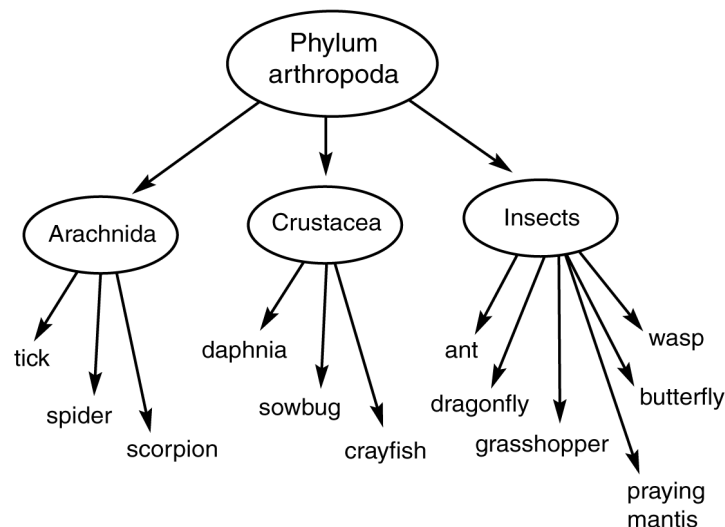 Phylum
arthropoda
Arachnida
Crustacea
Insects
tick
spider
scorpion
daphnia
sowbug
crayfish
ant
dragonfly
grasshopper
praying
mantis
butterfly
wasp